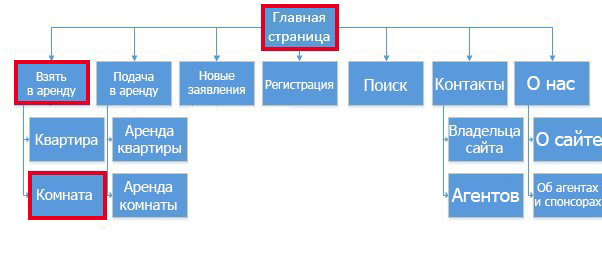 Главная
страница
Взять
в аренду
Подача
в аренду
Новые
заявления
Регистрация
Поиск
Контакты
О нас
Квартира
Аренда
квартиры
Владельца
сайта
О сайте
Комната
Аренда
комнаты
Агентов
Об агентах
и спонсорах